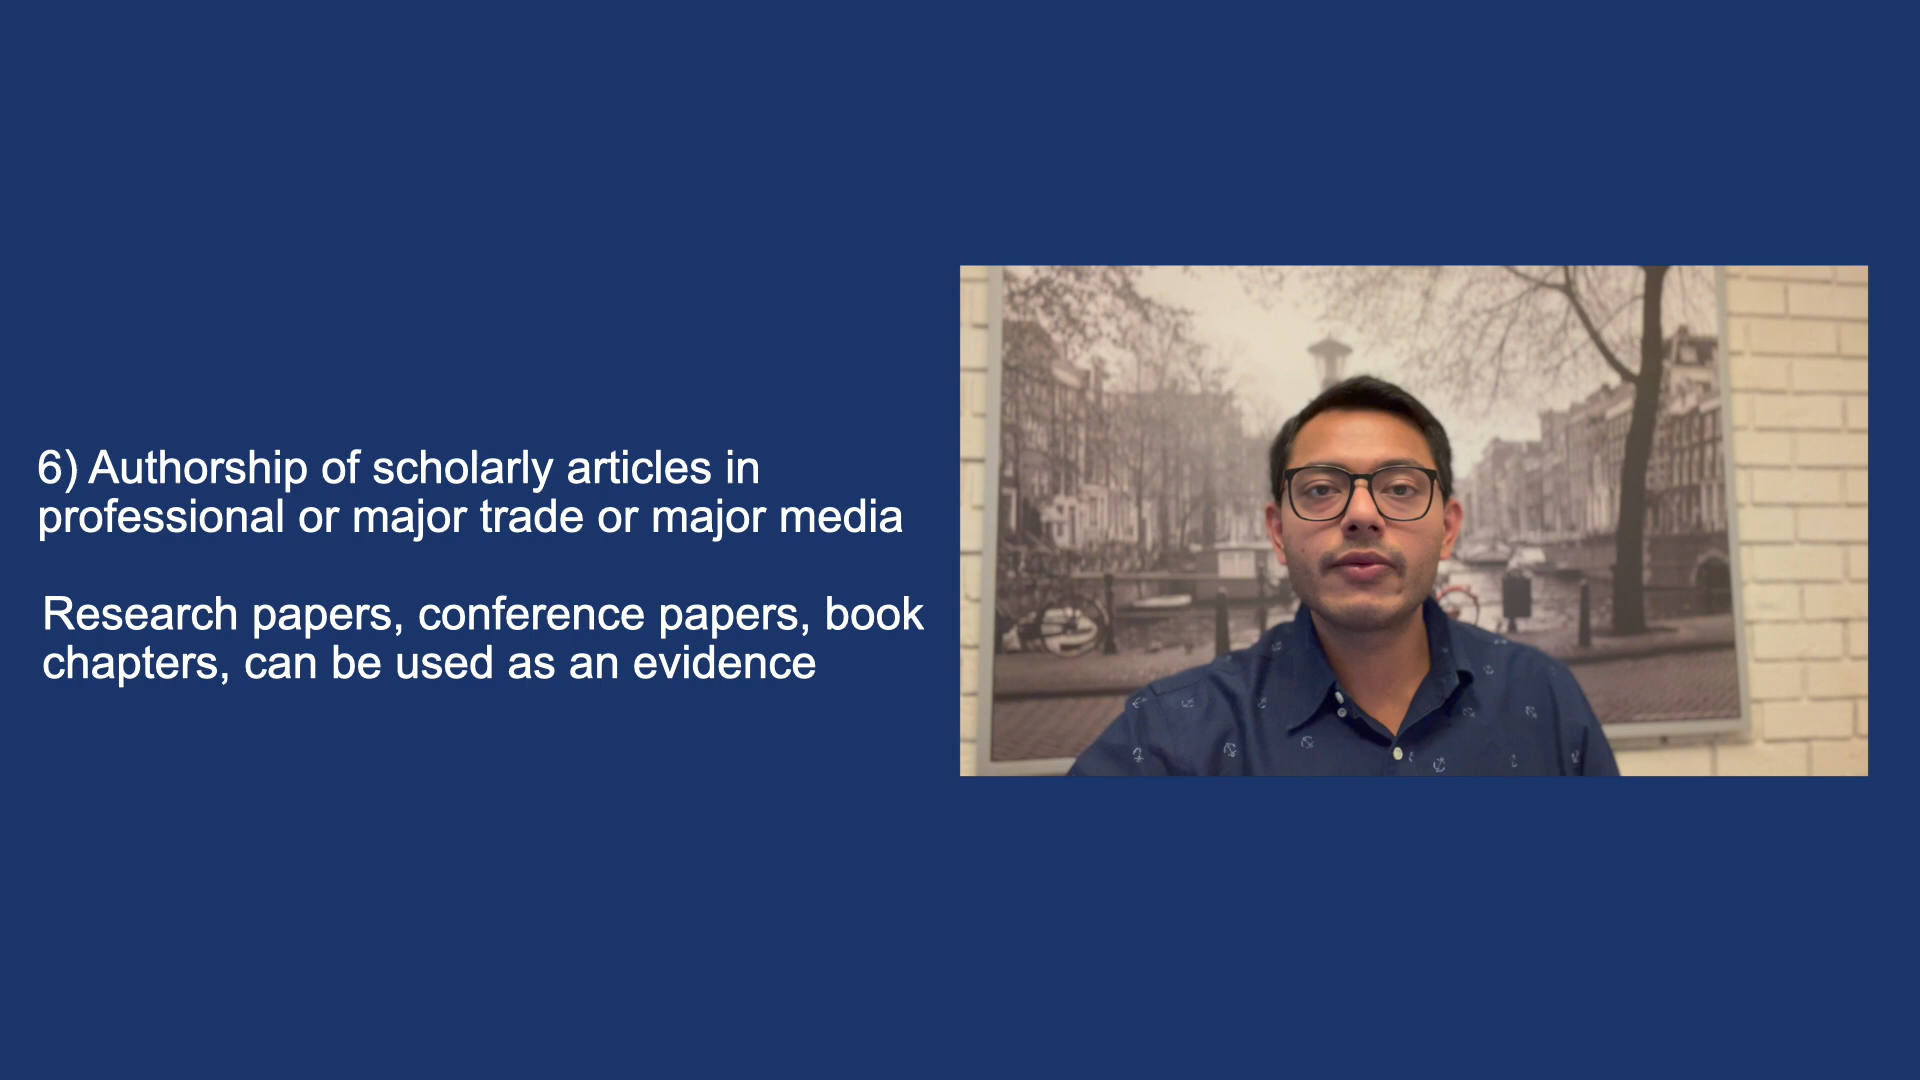 6) Authorship of scholarly articles in
professional or major trade or major media
Research papers, conference papers, book
chapters, can be used as an evidence